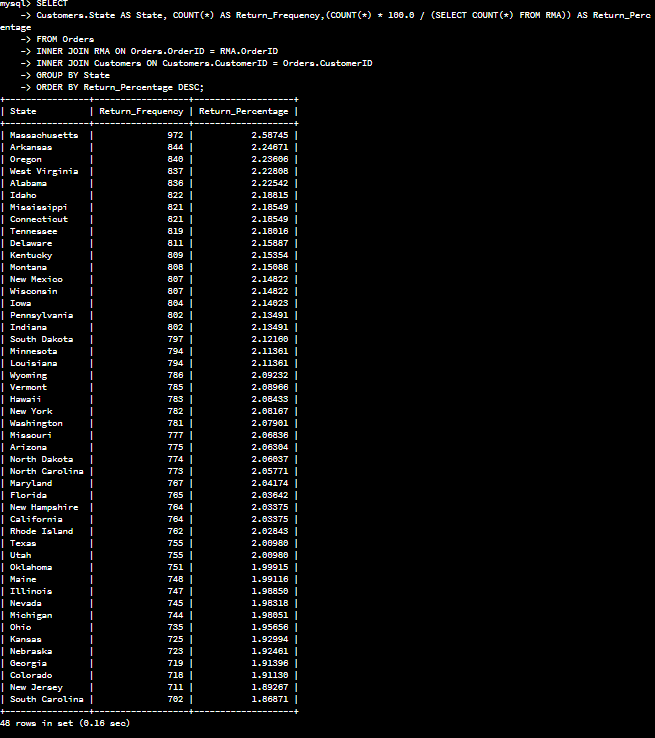 mysql> SELECT
    -> Customers.State AS State, COUNT(*) AS Return_Frequency,(COUNT(*) * 100.0 / (SELECT COUNT(*) FROM RMA)) AS Return_Perc
entage
    -> FROM Orders
    -> INNER JOIN RMA ON Orders.OrderID = RMA.OrderID
    -> INNER JOIN Customers ON Customers.CustomerID = Orders.CustomerID
    -> GROUP BY State
    -> ORDER BY Return_Percentage DESC;
+----------------+------------------+-------------------+
| State          | Return_Frequency | Return_Percentage |
+----------------+------------------+-------------------+
| Massachusetts  |              972 |           2.58745 |
| Arkansas       |              844 |           2.24671 |
| Oregon         |              840 |           2.23606 |
| West Virginia  |              837 |           2.22808 |
| Alabama        |              836 |           2.22542 |
| Idaho          |              822 |           2.18815 |
| Mississippi    |              821 |           2.18549 |
| Connecticut    |              821 |           2.18549 |
| Tennessee      |              819 |           2.18016 |
| Delaware       |              811 |           2.15887 |
| Kentucky       |              809 |           2.15354 |
| Montana        |              808 |           2.15088 |
| New Mexico     |              807 |           2.14822 |
| Wisconsin      |              807 |           2.14822 |
| Iowa           |              804 |           2.14023 |
| Pennsylvania   |              802 |           2.13491 |
| Indiana        |              802 |           2.13491 |
| South Dakota   |              797 |           2.12160 |
| Minnesota      |              794 |           2.11361 |
| Louisiana      |              794 |           2.11361 |
| Wyoming        |              786 |           2.09232 |
| Vermont        |              785 |           2.08966 |
| Hawaii         |              783 |           2.08433 |
| New York       |              782 |           2.08167 |
| Washington     |              781 |           2.07901 |
| Missouri       |              777 |           2.06836 |
| Arizona        |              775 |           2.06304 |
| North Dakota   |              774 |           2.06037 |
| North Carolina |              773 |           2.05771 |
| Maryland       |              767 |           2.04174 |
| Florida        |              765 |           2.03642 |
| New Hampshire  |              764 |           2.03375 |
| California     |              764 |           2.03375 |
| Rhode Island   |              762 |           2.02843 |
| Texas          |              755 |           2.00980 |
| Utah           |              755 |           2.00980 |
| Oklahoma       |              751 |           1.99915 |
| Maine          |              748 |           1.99116 |
| Illinois       |              747 |           1.98850 |
| Nevada         |              745 |           1.98318 |
| Michigan       |              744 |           1.98051 |
| Ohio           |              735 |           1.95656 |
| Kansas         |              725 |           1.92994 |
| Nebraska       |              723 |           1.92461 |
| Georgia        |              719 |           1.91396 |
| Colorado       |              718 |           1.91130 |
| New Jersey     |              711 |           1.89267 |
| South Carolina |              702 |           1.86871 |
+----------------+------------------+-------------------+
48 rows in set (0.16 sec)